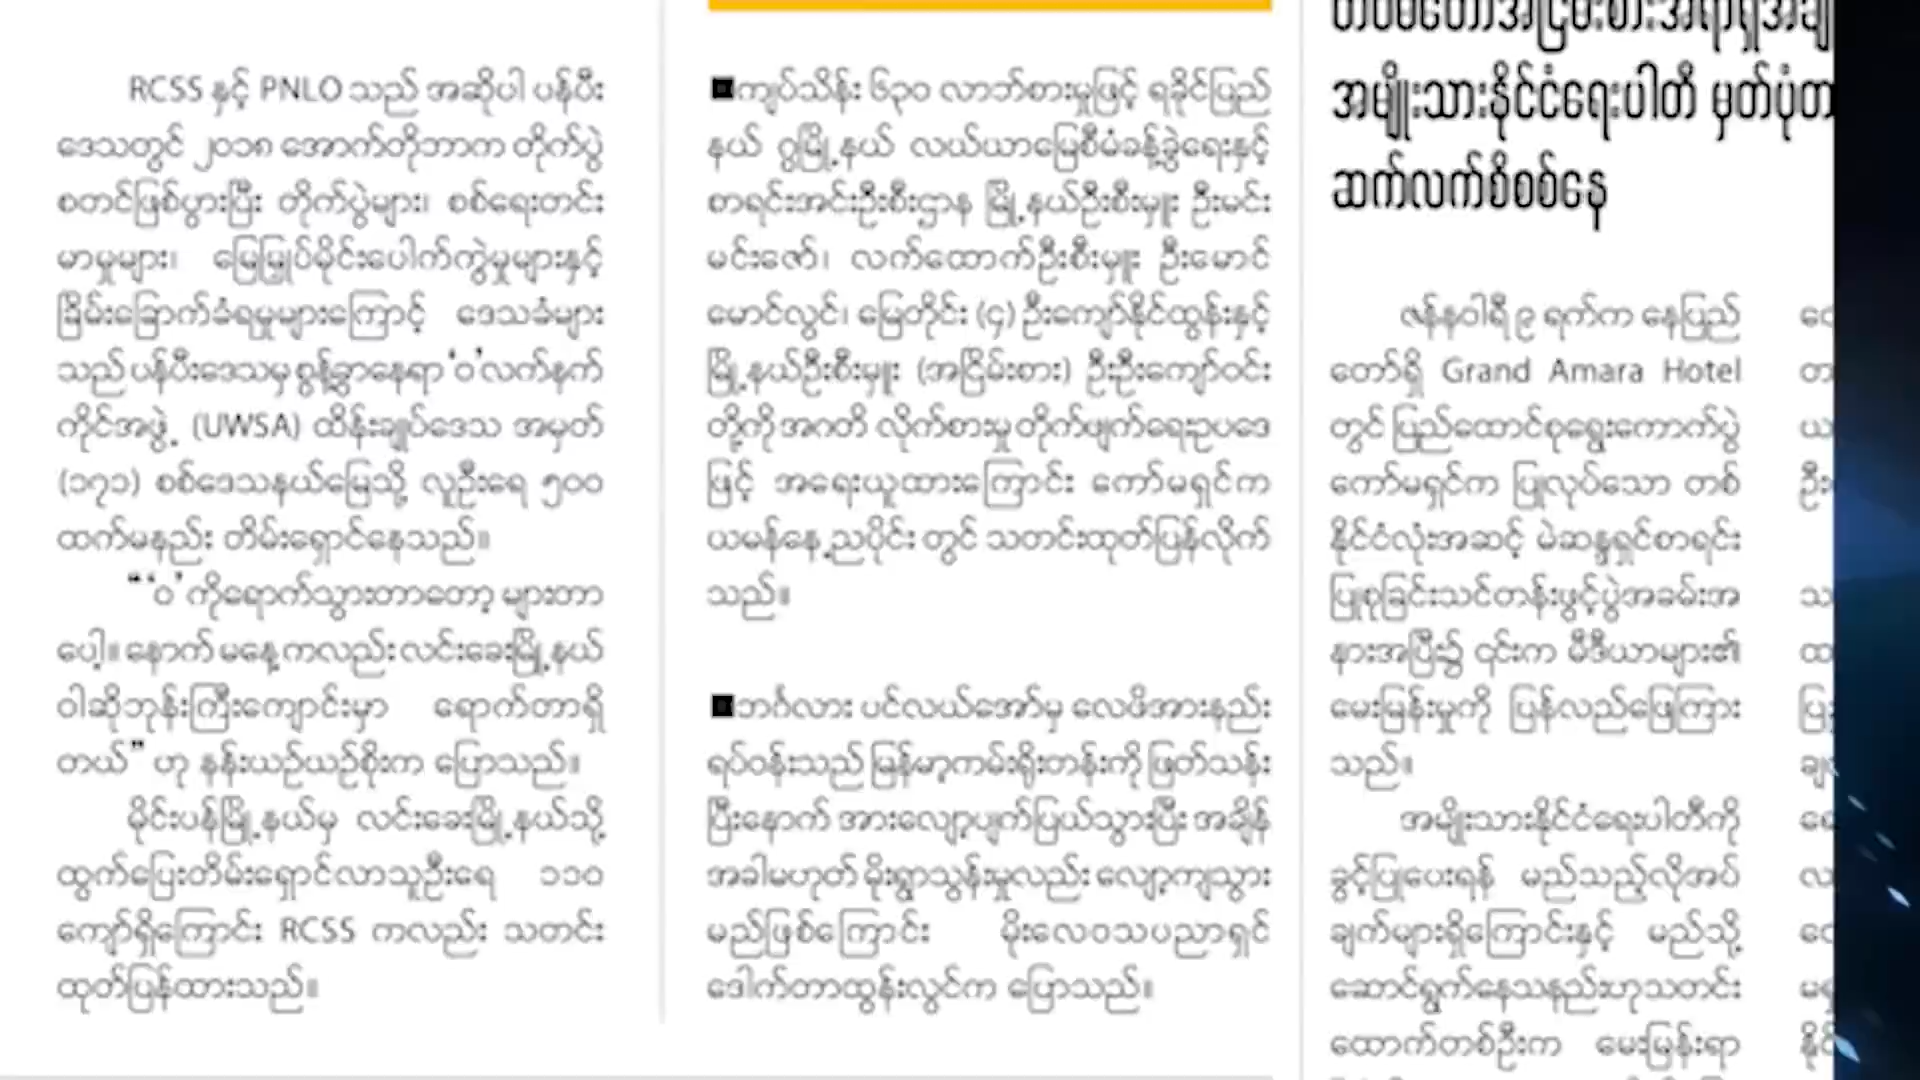 RCSS နှင့် PNLO သည် အဆိုပါ ပန်ပီး
ဒေသတွင် ၂၀၁၈ အောက်တိုဘာက တိုက်ပွဲ
စတင်ဖြစ်ပွားပြီး တိုက်ပွဲများ၊ စစ်ရေးတင်း
မာမှုများ၊ မြေမြှုပ်မိုင်းပေါက်ကွဲမှုများနှင့်
ခြိမ်းခြောက်ခံရမှုများကြောင့် ဒေသခံများ
သည် ပန်ပီးဒေသမှ စွန့်ခွာနေရာ ‘ဝ’ လက်နက်
ကိုင်အဖွဲ့ (UWSA) ထိန်းချုပ်ဒေသ အမှတ်
(၁၇၁) စစ်ဒေသနယ်မြေသို့ လူဦးရေ ၅၀၀
ထက်မနည်း တိမ်းရှောင်နေသည်။
“ ‘ဝ’ ကိုရောက်သွားတာတော့ များတာ
ပေါ့။ နောက် မနေ့ ကလည်း လင်းခေးမြို့နယ်
ဝါဆိုဘုန်းကြီးကျောင်းမှာ ရောက်တာရှိ
တယ်” ဟု နန်းယဉ်ယဉ်စိုးက ပြောသည်။
မိုင်းပန်မြို့နယ်မှ လင်းခေးမြို့နယ်သို့
ထွက်ပြေးတိမ်းရှောင်လာသူဦးရေ ၁၁၀
ကျော်ရှိကြောင်း RCSS ကလည်း သတင်း
ထုတ်ပြန်ထားသည်။
■ကျပ်သိန်း ၆၃၀ လာဘ်စားမှုဖြင့် ရခိုင်ပြည်
နယ် ဂွမြို့နယ် လယ်ယာမြေစီမံခန့်ခွဲရေးနှင့်
စာရင်းအင်းဦးစီးဌာန မြို့နယ်ဦးစီးမှူး ဦးမင်း
မင်းဇော်၊ လက်ထောက်ဦးစီးမှူး ဦးမောင်
မောင်လွင်၊ မြေတိုင်း (၄) ဦးကျော်နိုင်ထွန်းနှင့်
မြို့နယ်ဦးစီးမှူး (အငြိမ်းစား) ဦးဦးကျော်ဝင်း
တို့ကို အဂတိ လိုက်စားမှု တိုက်ဖျက်ရေးဥပဒေ
ဖြင့် အရေးယူထားကြောင်း ကော်မရှင်က
ယမန်နေ့ညပိုင်း တွင် သတင်းထုတ်ပြန်လိုက်
သည်။
■ဘင်္ဂလား ပင်လယ်အော်မှ လေဖိအားနည်း
ရပ်ဝန်းသည် မြန်မာ့ကမ်းရိုးတန်းကို ဖြတ်သန်း
ပြီးနောက် အားလျော့ပျက်ပြယ်သွားပြီး အချိန်
အခါမဟုတ် မိုးရွာသွန်းမှုလည်း လျော့ကျသွား
မည်ဖြစ်ကြောင်း မိုးလေဝသပညာရှင်
ဒေါက်တာထွန်းလွင်က ပြောသည်။
အမျိုးသားနိုင်ငံရေးပါတီ မှတ်ပုံတ
ဆက်လက်စိစစ်နေ
ဇန်နဝါရီ ၉ ရက်က နေပြည်
တော်ရှိ Grand Amara Hotel
တွင် ပြည်ထောင်စုရွေးကောက်ပွဲ
ကော်မရှင်က ပြုလုပ်သော တစ်
နိုင်ငံလုံးအဆင့် မဲဆန္ဒရှင်စာရင်း
ပြုစုခြင်းသင်တန်းဖွင့်ပွဲအခမ်းအ
နားအပြီး၌ ၎င်းက မီဒီယာများ၏
မေးမြန်းမှုကို ပြန်လည်ဖြေကြား
သည်။
အမျိုးသားနိုင်ငံရေးပါတီကို
ခွင့်ပြုပေးရန် မည်သည့်လိုအပ်
ချက်များရှိကြောင်းနှင့် မည်သို့
ဆောင်ရွက်နေသနည်းဟုသတင်း
ထောက်တစ်ဦးက မေးမြန်းရာ